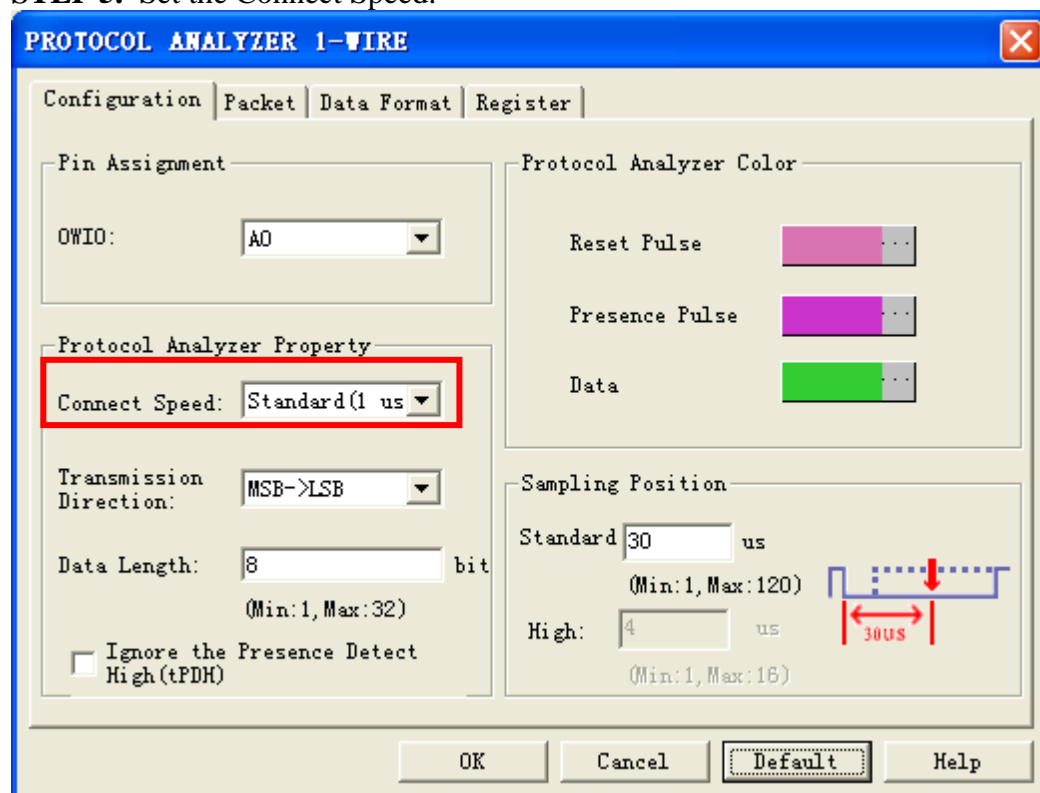 STEP 3. Set the Connect Speed.
PROTOCOL ANALYZER 1-WIRE
Configuration Packet Data Format Register
Pin Assignment
OWIO: A0
Protocol Analyzer Property
Connect Speed: Standard(1 us
Transmission Direction: MSB->LSB
Data Length: 8 bit
(Min:1,Max:32)
Ignore the Presence Detect
High(tPDH)
Protocol Analyzer Color
Reset Pulse ...
Presence Pulse ...
Data ...
Sampling Position
Standard 30 us
(Min:1,Max:120)
High: 4 us
(Min:1,Max:16)
30US
OK Cancel Default Help